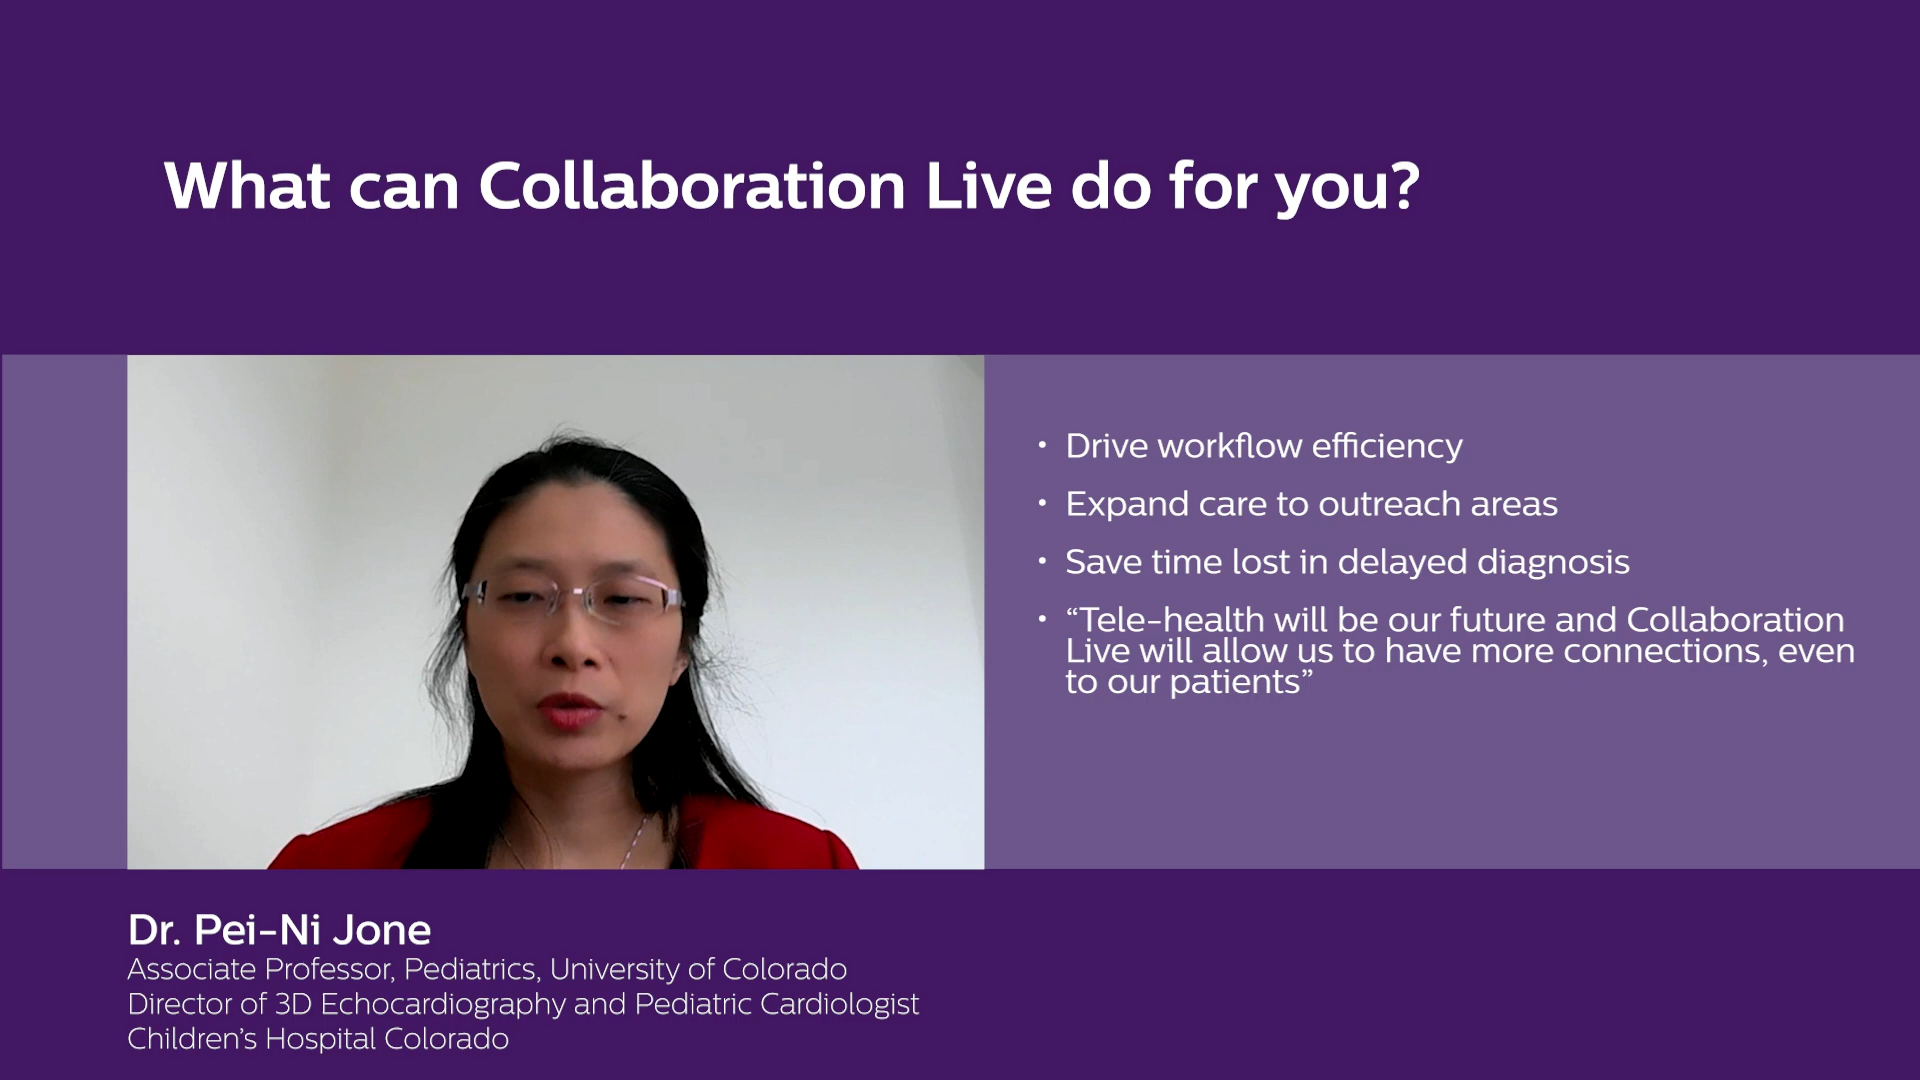 What can Collaboration Live do for you?
• Drive workflow efficiency
• Expand care to outreach areas
• Save time lost in delayed diagnosis
• “Tele-health will be our future and Collaboration
Live will allow us to have more connections, even
to our patients”
Dr. Pei-Ni Jone
Associate Professor, Pediatrics, University of Colorado
Director of 3D Echocardiography and Pediatric Cardiologist
Children’s Hospital Colorado